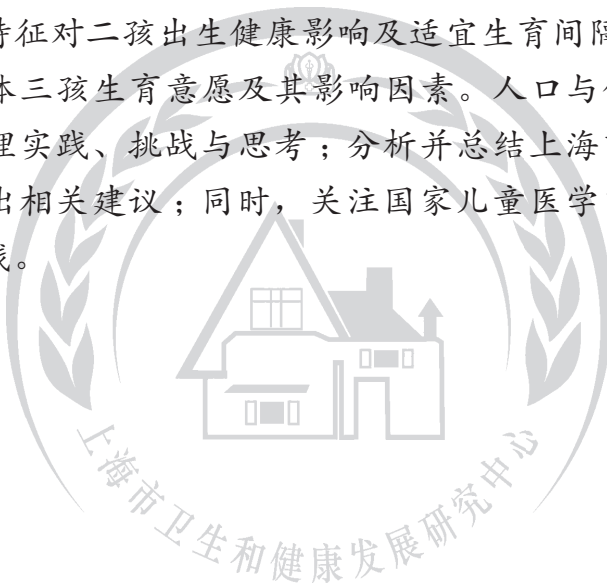 特征对二孩出生健康影响及适宜生育间隔
体三孩生育意愿及其影响因素。人口与
理实践、挑战与思考；分析并总结上海
出相关建议；同时，关注国家儿童医学
践。
上海市卫生和健康发展研究中心